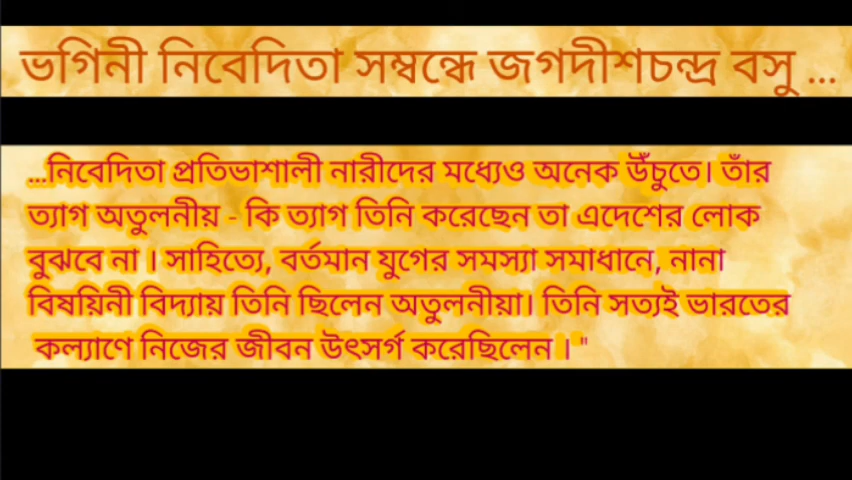 ভগিনী নিবেদিতা সম্বন্ধে জগদীশচন্দ্র বসু ...
...নিবেদিতা প্রতিভাশালী নারীদের মধ্যেও অনেক উঁচুতে। তাঁর
ত্যাগ অতুলনীয় - কি ত্যাগ তিনি করেছেন তা এদেশের লোক
বুঝবে না । সাহিত্যে, বর্তমান যুগের সমস্যা সমাধানে, নানা
বিষয়িনী বিদ্যায় তিনি ছিলেন অতুলনীয়া। তিনি সত্যই ভারতের
কল্যাণে নিজের জীবন উৎসর্গ করেছিলেন । "